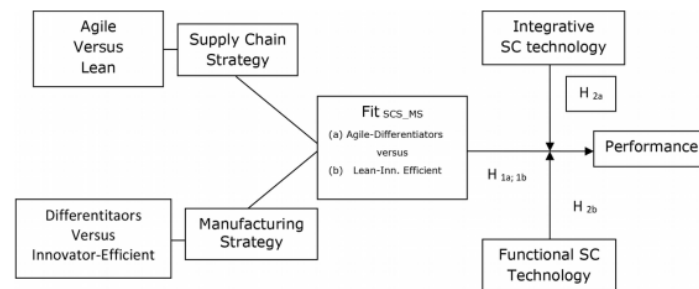 Agile
Versus
Lean
Supply Chain
Strategy
Integrative
SC technology
H 2a
Fit SCS_MS
(a) Agile-Differentiators
versus
(b) Lean-Inn. Efficient
H 1a; 1b
Performance
Differentitaors
Versus
Innovator-Efficient
Manufacturing
Strategy
H 2b
Functional SC
Technology